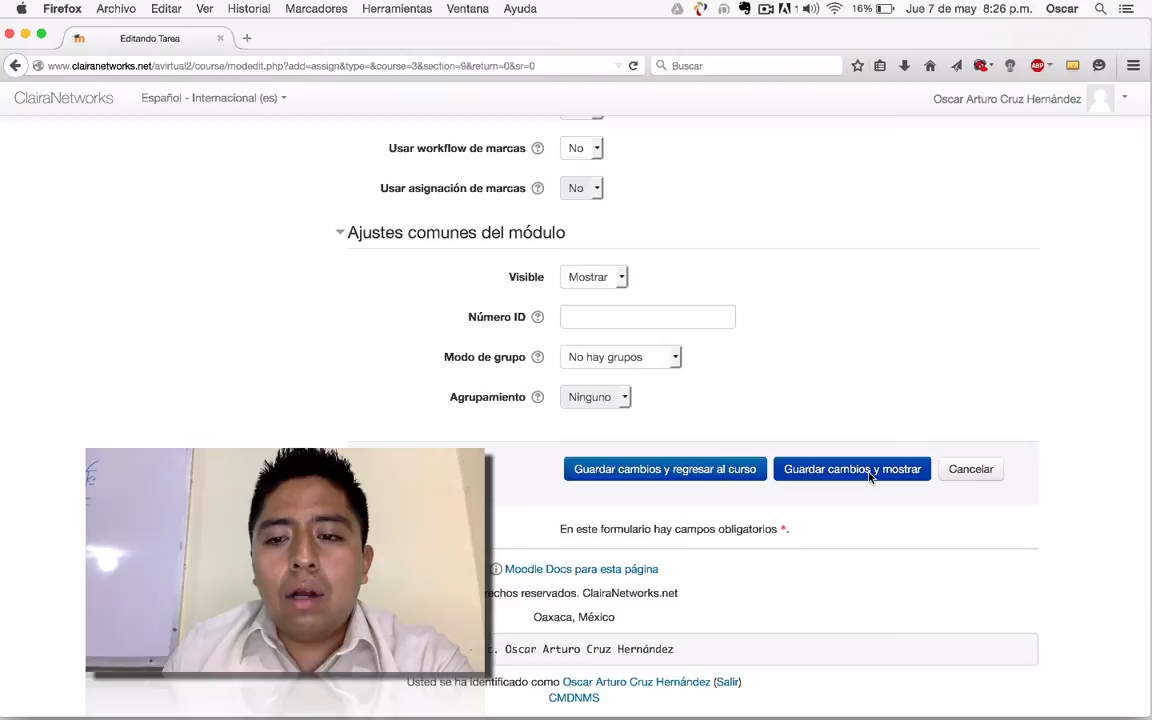 Firefox Archivo Editar Ver Historial Marcadores Herramientas Ventana Ayuda 1 16% Jue 7 de may 8:26 p.m. Oscar
Editando Tarea × +
www.clairanetworks.net/avirtual2/course/modedit.php?add=assign&type=&course=3&section=9&return=0&sr=0 Buscar ABP
ClairaNetworks Español - Internacional (es) Oscar Arturo Cruz Hernández
Usar workflow de marcas ? No
Usar asignación de marcas ? No
Ajustes comunes del módulo
Visible Mostrar
Número ID ?
Modo de grupo ? No hay grupos
Agrupamiento ? Ninguno
Guardar cambios y regresar al curso Guardar cambios y mostrar Cancelar
En este formulario hay campos obligatorios *.
Moodle Docs para esta página
rechos reservados. ClairaNetworks.net
Oaxaca, México
c. Oscar Arturo Cruz Hernández
Usted se ha identificado como Oscar Arturo Cruz Hernández (Salir)
CMDNMS